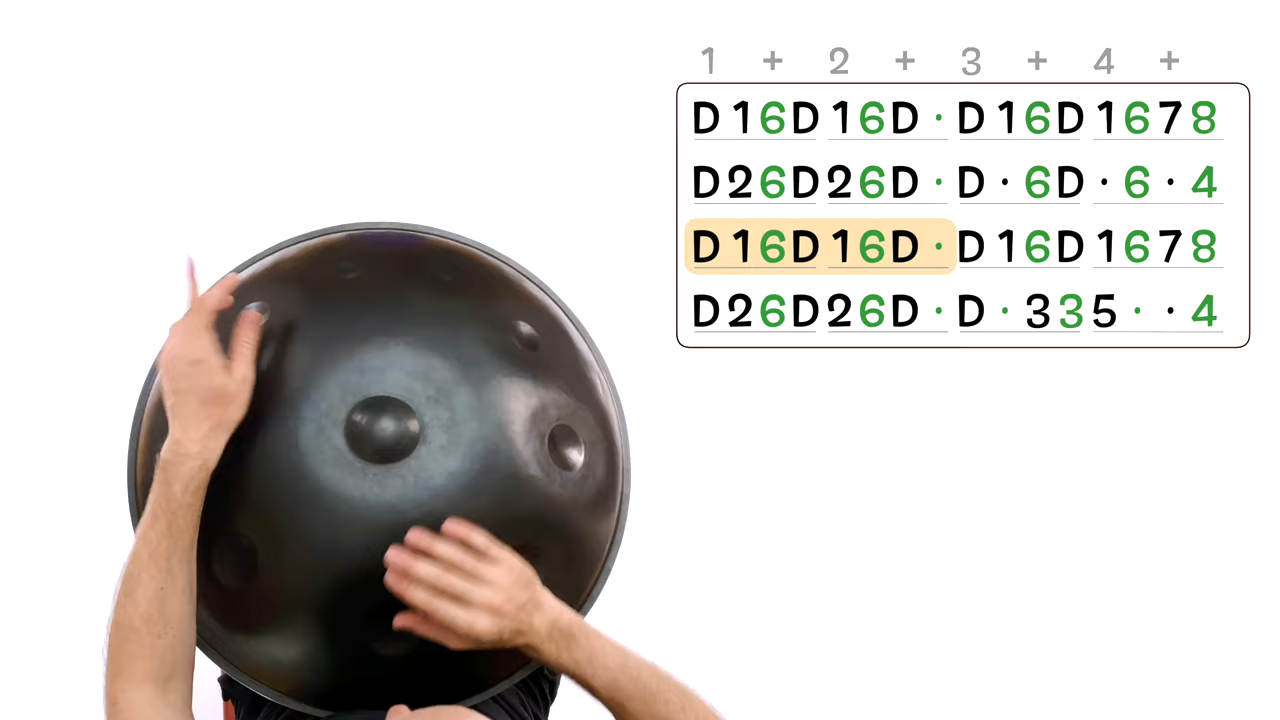 1 + 2 + 3 + 4 +
D 1 6 D 1 6 D · D 1 6 D 1 6 7 8
D 2 6 D 2 6 D · D · 6 D · 6 · 4
D 1 6 D 1 6 D · D 1 6 D 1 6 7 8
D 2 6 D 2 6 D · D · 3 3 5 · · 4